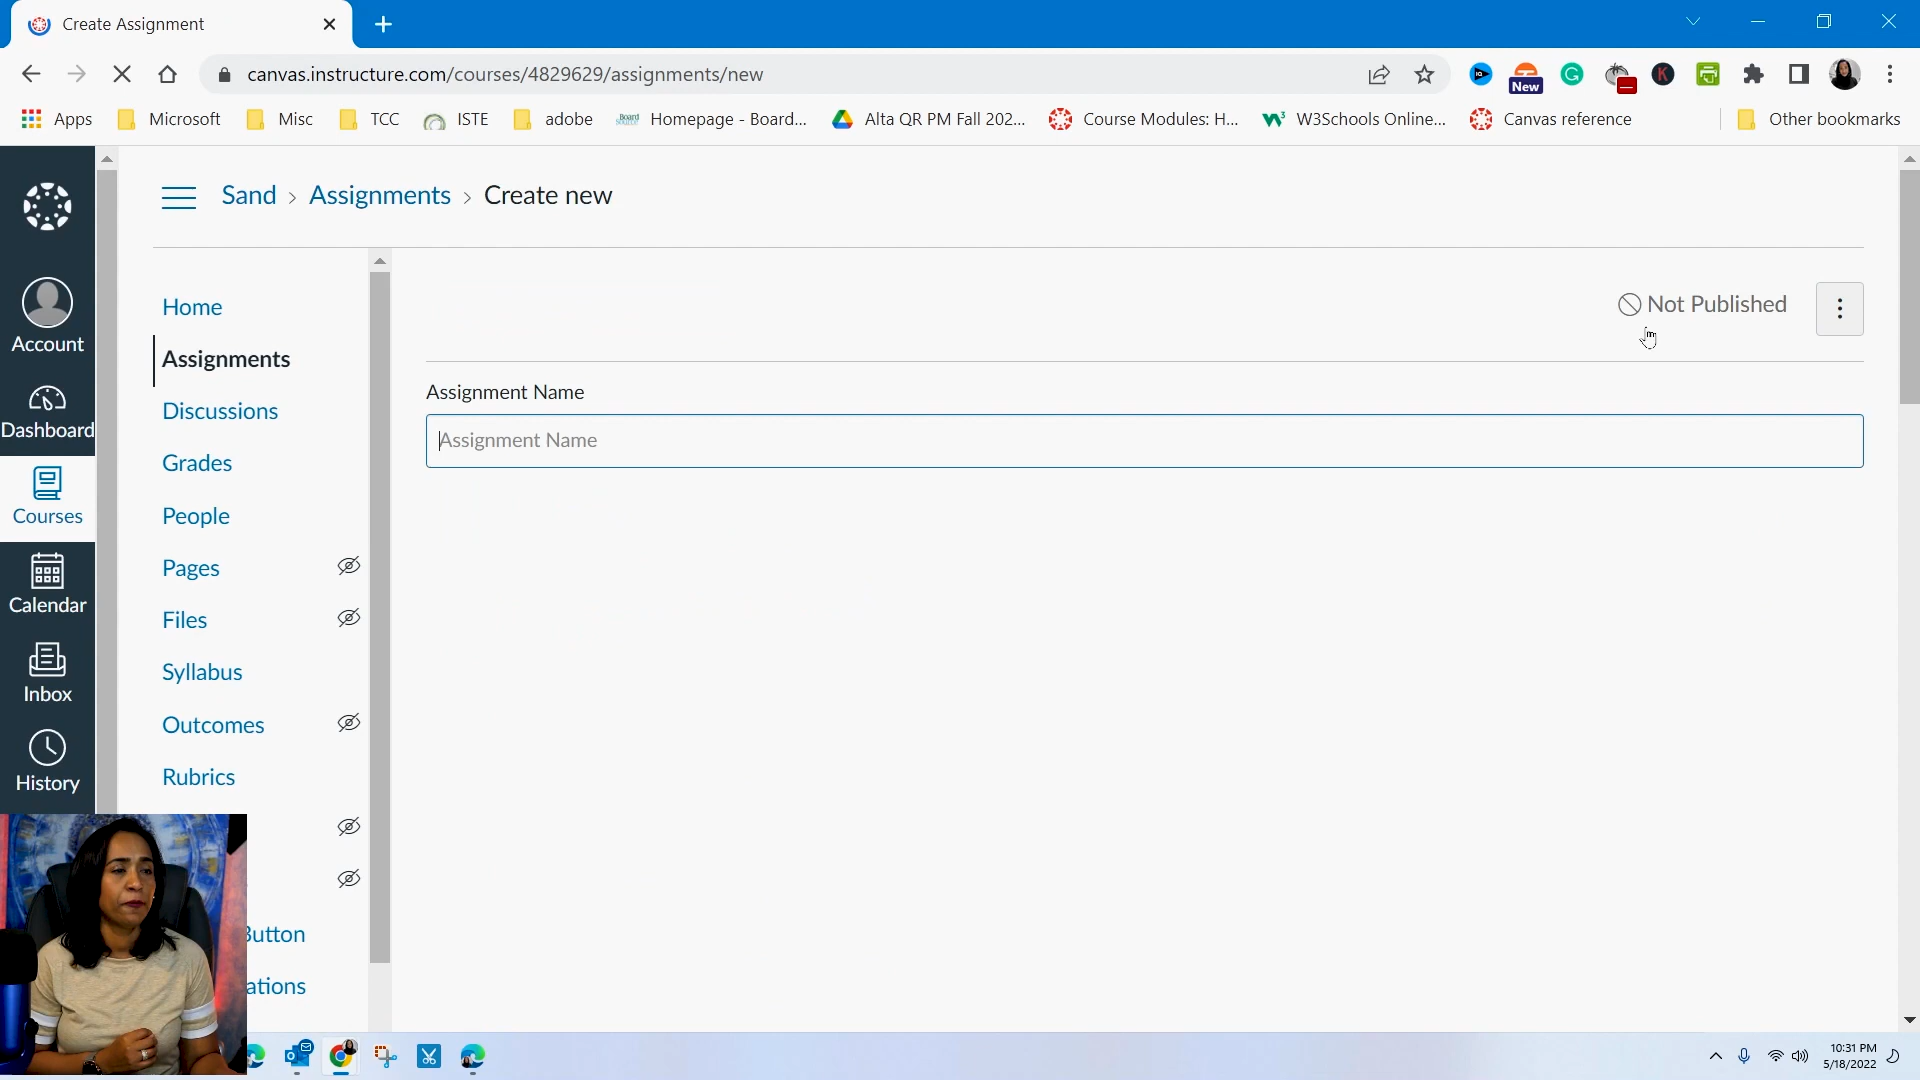 Create Assignment
canvas.instructure.com/courses/4829629/assignments/new
New
Apps Microsoft Misc TCC ISTE adobe Homepage - Board... Alta QR PM Fall 202... Course Modules: H... W3Schools Online... Canvas reference Other bookmarks
Sand > Assignments > Create new
Account
Dashboard
Courses
Calendar
Inbox
History
Home
Assignments
Discussions
Grades
People
Pages
Files
Syllabus
Outcomes
Rubrics
Button
ations
Not Published
Assignment Name
Assignment Name
10:31 PM
5/18/2022